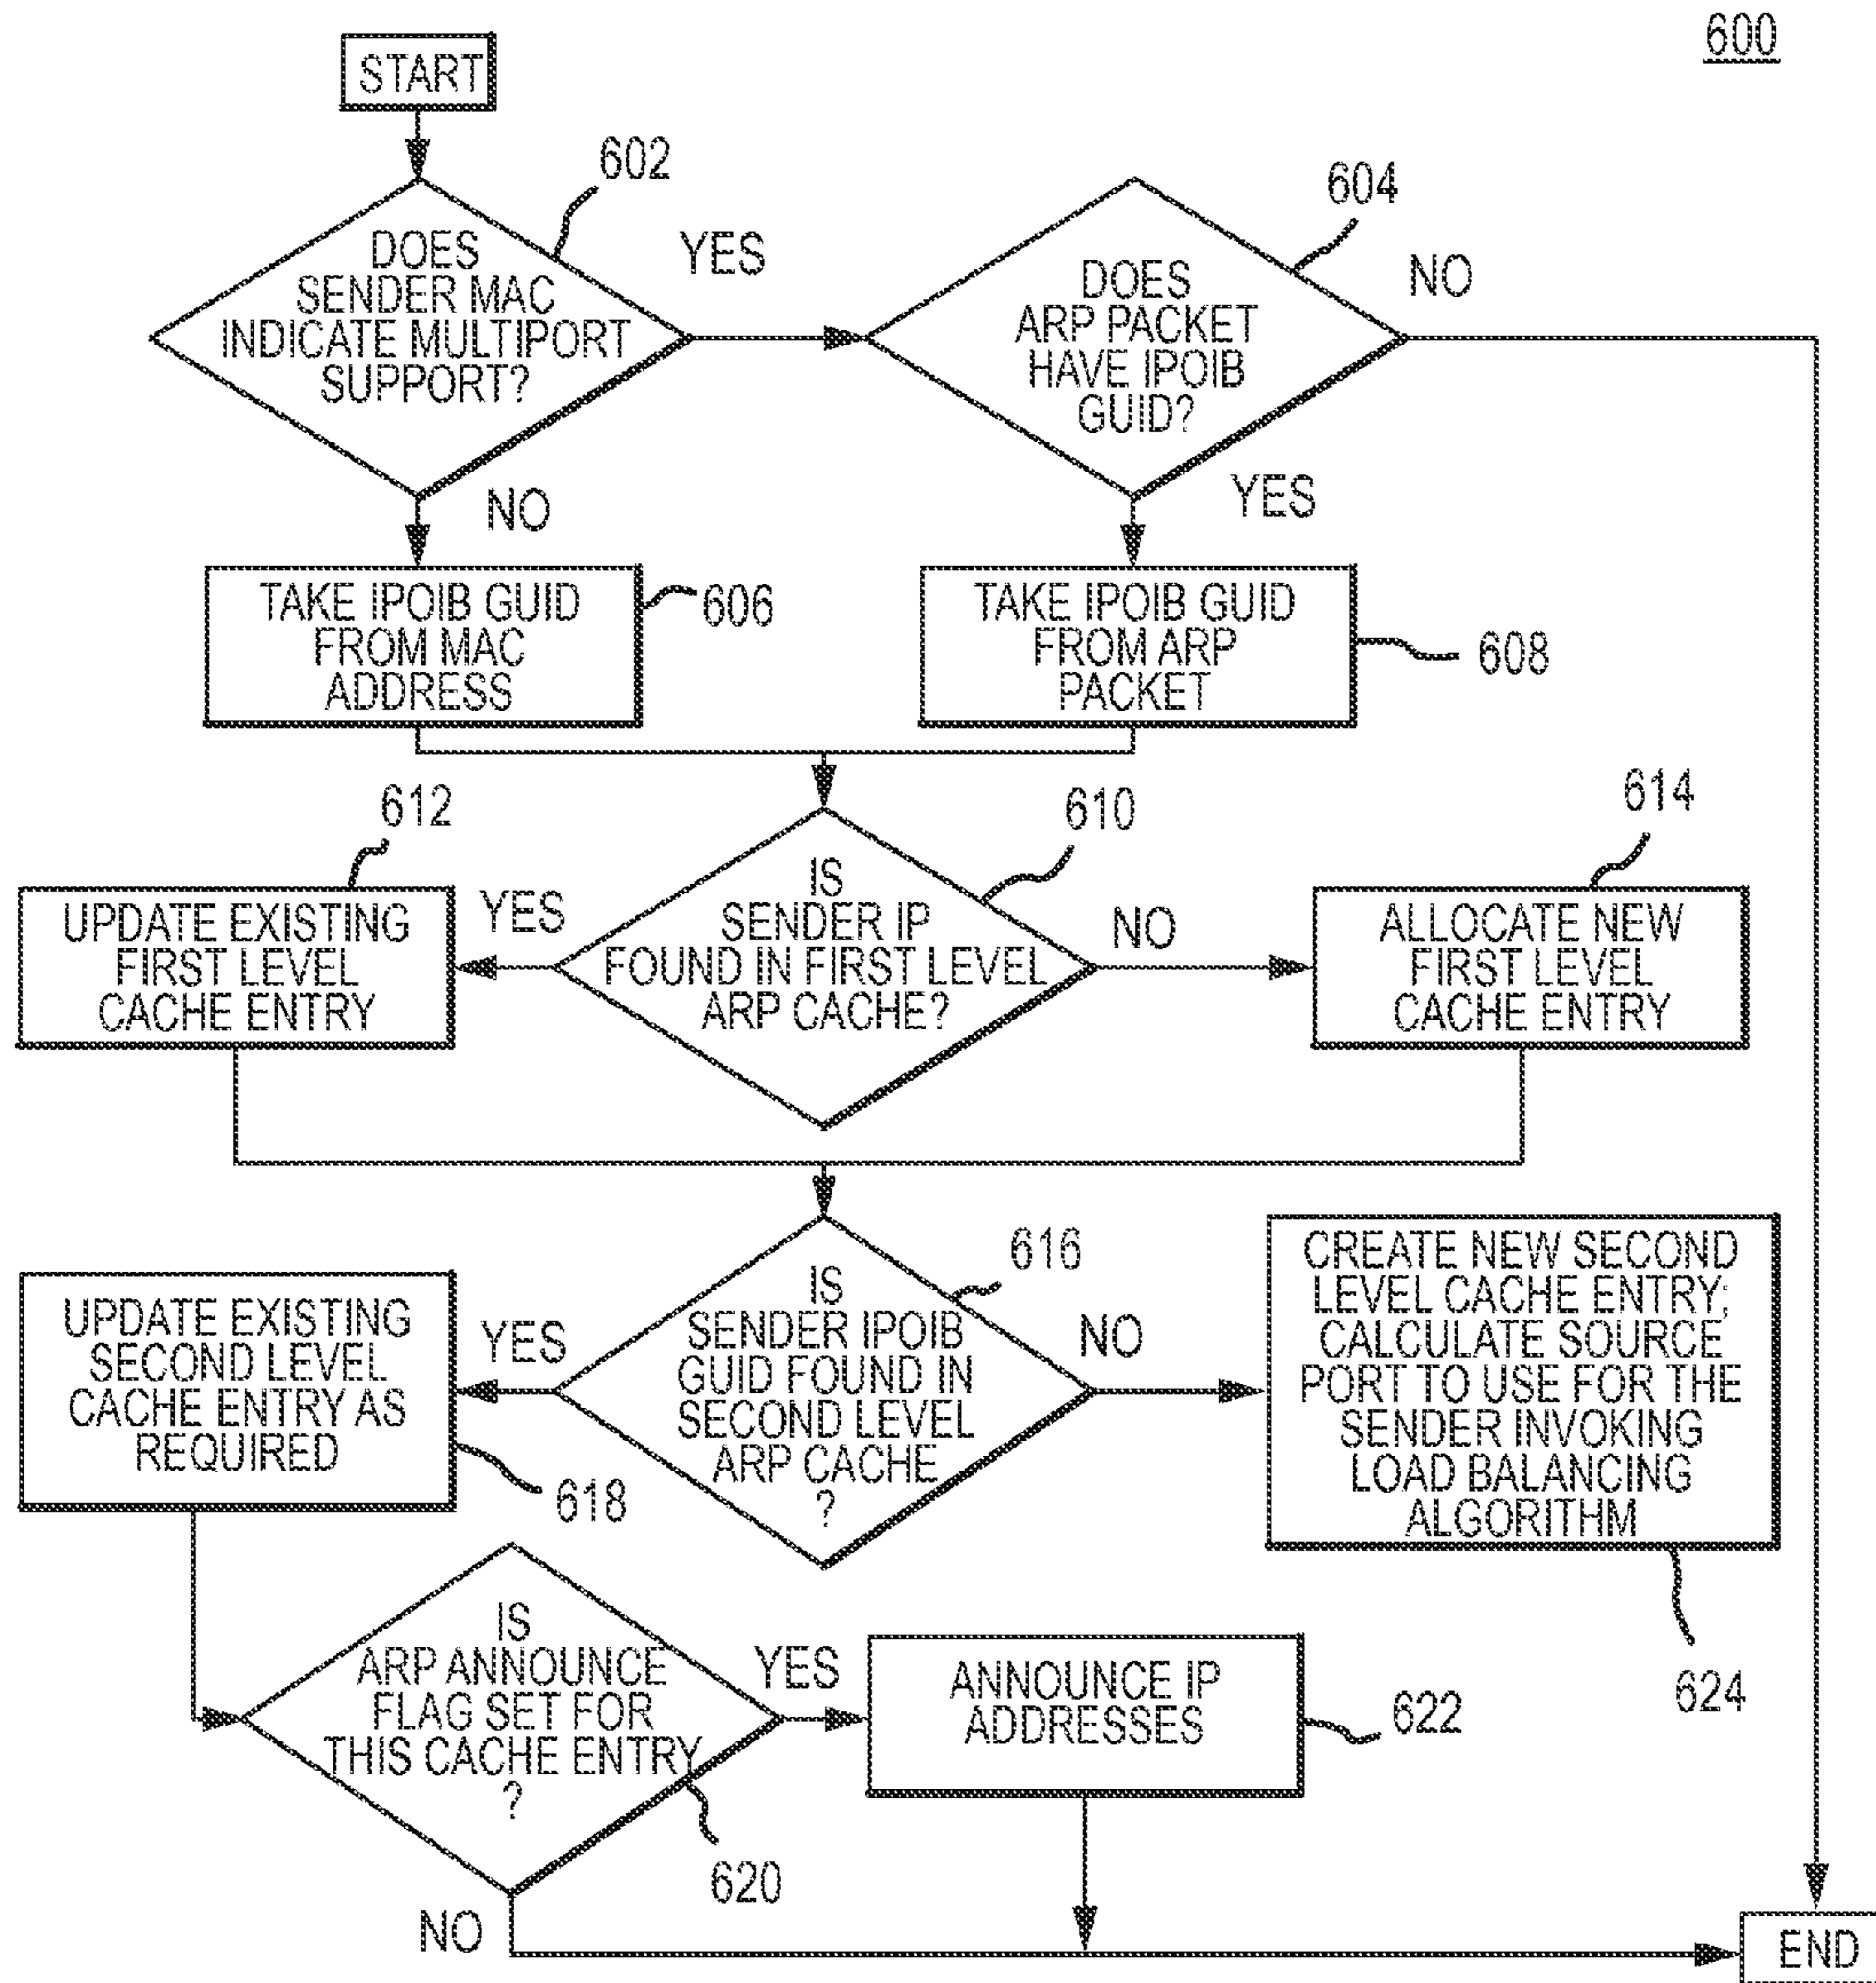 600
START
602
DOES
SENDER MAC
INDICATE MULTIPORT
SUPPORT?
YES
NO
604
DOES
ARP PACKET
HAVE IPOIB
GUID?
NO
YES
TAKE IPOIB GUID
FROM MAC
ADDRESS
606
TAKE IPOIB GUID
FROM ARP
PACKET
608
612
UPDATE EXISTING
FIRST LEVEL
CACHE ENTRY
YES
610
IS
SENDER IP
FOUND IN FIRST LEVEL
ARP CACHE?
NO
614
ALLOCATE NEW
FIRST LEVEL
CACHE ENTRY
UPDATE EXISTING
SECOND LEVEL
CACHE ENTRY AS
REQUIRED
618
YES
616
IS
SENDER IPOIB
GUID FOUND IN
SECOND LEVEL
ARP CACHE
?
NO
CREATE NEW SECOND
LEVEL CACHE ENTRY;
CALCULATE SOURCE
PORT TO USE FOR THE
SENDER INVOKING
LOAD BALANCING
ALGORITHM
624
IS
ARP ANNOUNCE
FLAG SET FOR
THIS CACHE ENTRY
?
620
YES
NO
ANNOUNCE IP
ADDRESSES
622
END